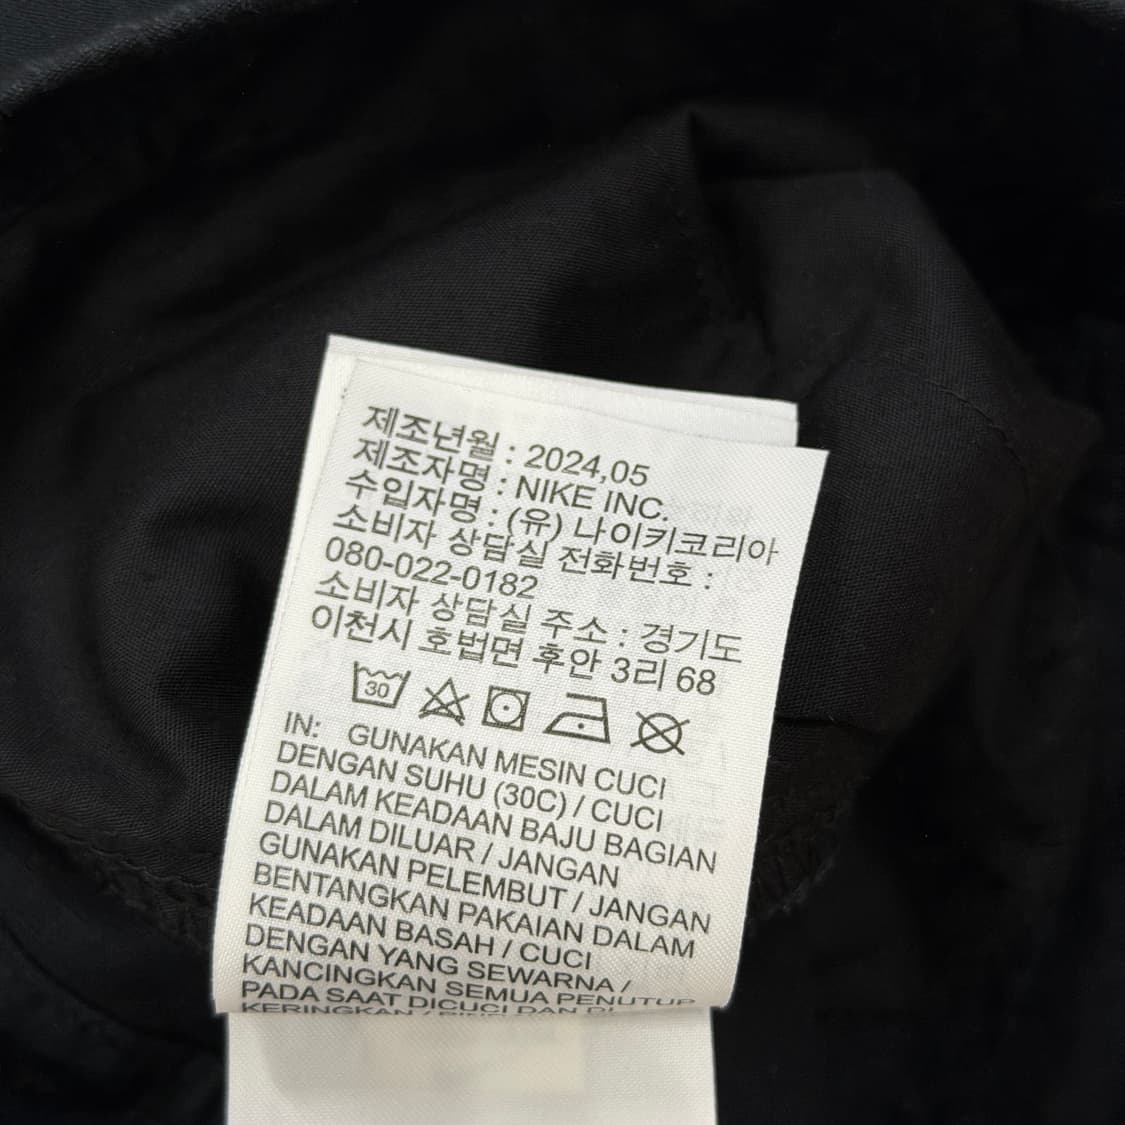 제조년월 : 2024,05
제조자명 : NIKE INC.
수입자명 : (유) 나이키코리아
소비자 상담실 전화번호 :
080-022-0182
소비자 상담실 주소 : 경기도
이천시 호법면 후안 3리 68
30
IN: GUNAKAN MESIN CUCI
DENGAN SUHU (30C) / CUCI
DALAM KEADAAN BAJU BAGIAN
DALAM DILUAR / JANGAN
GUNAKAN PELEMBUT / JANGAN
BENTANGKAN PAKAIAN DALAM
KEADAAN BASAH / CUCI
DENGAN YANG SEWARNA /
KANCINGKAN SEMUA PENUTUP
PADA SAAT DICUCI DAN DI
KERINGKAN /